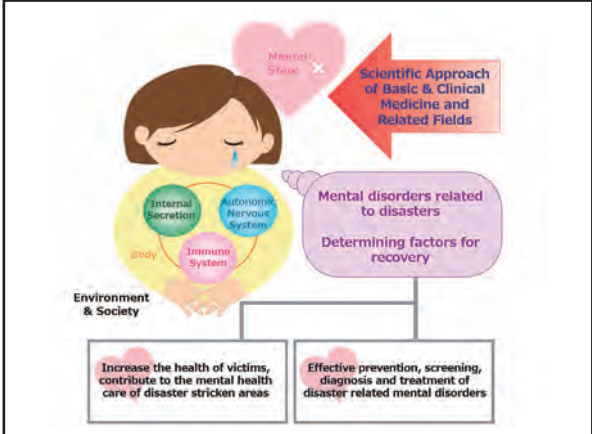 Mental
State
Scientific Approach
of Basic & Clinical
Medicine and
Related Fields
Internal
Secretion
Autonomic
Nervous
System
Immune
System
Body
Mental disorders related
to disasters
Determining factors for
recovery
Environment
& Society
Increase the health of victims,
contribute to the mental health
care of disaster stricken areas
Effective prevention, screening,
diagnosis and treatment of
disaster related mental disorders